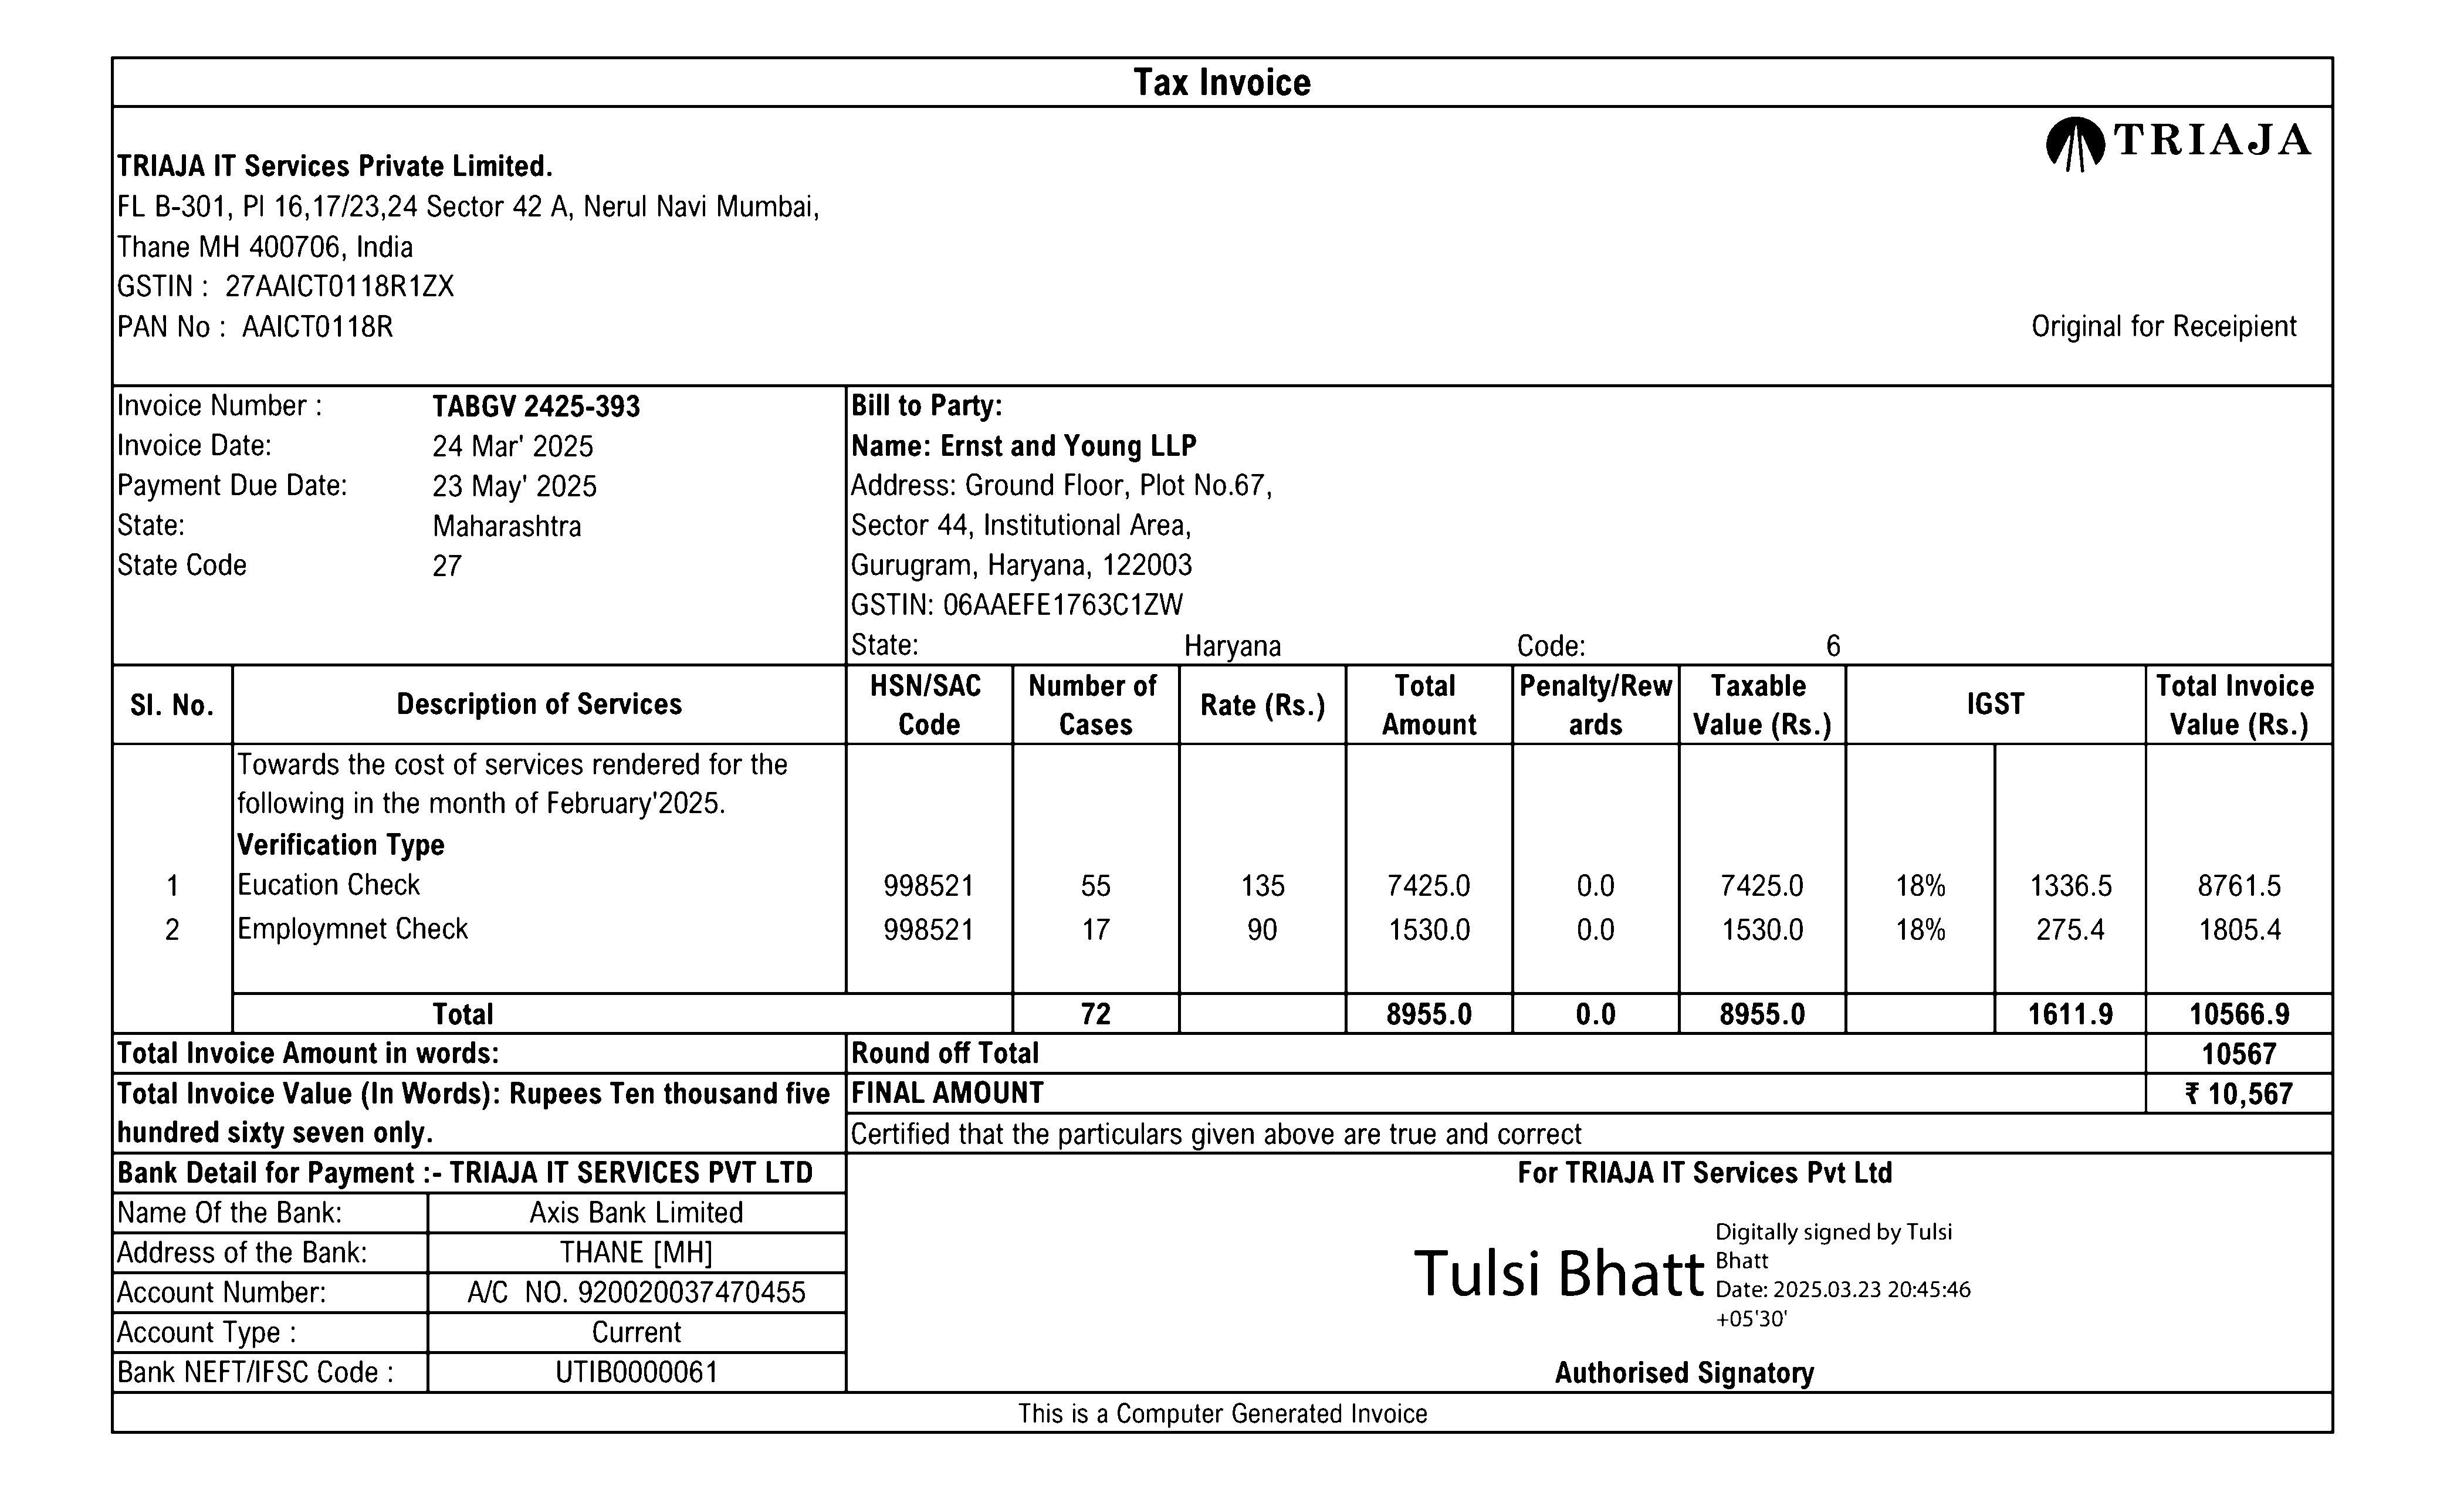 Tax Invoice
TRIAJA
TRIAJA IT Services Private Limited.
FL B-301, Pl 16,17/23,24 Sector 42 A, Nerul Navi Mumbai,
Thane MH 400706, India
GSTIN : 27AAICT0118R1ZX
PAN No : AAICT0118R
Original for Receipient
Invoice Number : TABGV 2425-393
Invoice Date: 24 Mar' 2025
Payment Due Date: 23 May' 2025
State: Maharashtra
State Code 27
Bill to Party:
Name: Ernst and Young LLP
Address: Ground Floor, Plot No.67,
Sector 44, Institutional Area,
Gurugram, Haryana, 122003
GSTIN: 06AAEFE1763C1ZW
State: Haryana Code: 6
Sl. No. Description of Services HSN/SAC Code Number of Cases Rate (Rs.) Total Amount Penalty/Rewards Taxable Value (Rs.) IGST Total Invoice Value (Rs.)
Towards the cost of services rendered for the
following in the month of February'2025.
Verification Type
1 Eucation Check 998521 55 135 7425.0 0.0 7425.0 18% 1336.5 8761.5
2 Employmnet Check 998521 17 90 1530.0 0.0 1530.0 18% 275.4 1805.4
Total 72 8955.0 0.0 8955.0 1611.9 10566.9
Total Invoice Amount in words:
Round off Total 10567
Total Invoice Value (In Words): Rupees Ten thousand five
hundred sixty seven only.
FINAL AMOUNT ₹ 10,567
Certified that the particulars given above are true and correct
Bank Detail for Payment :- TRIAJA IT SERVICES PVT LTD
Name Of the Bank: Axis Bank Limited
Address of the Bank: THANE [MH]
Account Number: A/C NO. 920020037470455
Account Type : Current
Bank NEFT/IFSC Code : UTIB0000061
For TRIAJA IT Services Pvt Ltd
Tulsi Bhatt
Digitally signed by Tulsi
Bhatt
Date: 2025.03.23 20:45:46
+05'30'
Authorised Signatory
This is a Computer Generated Invoice